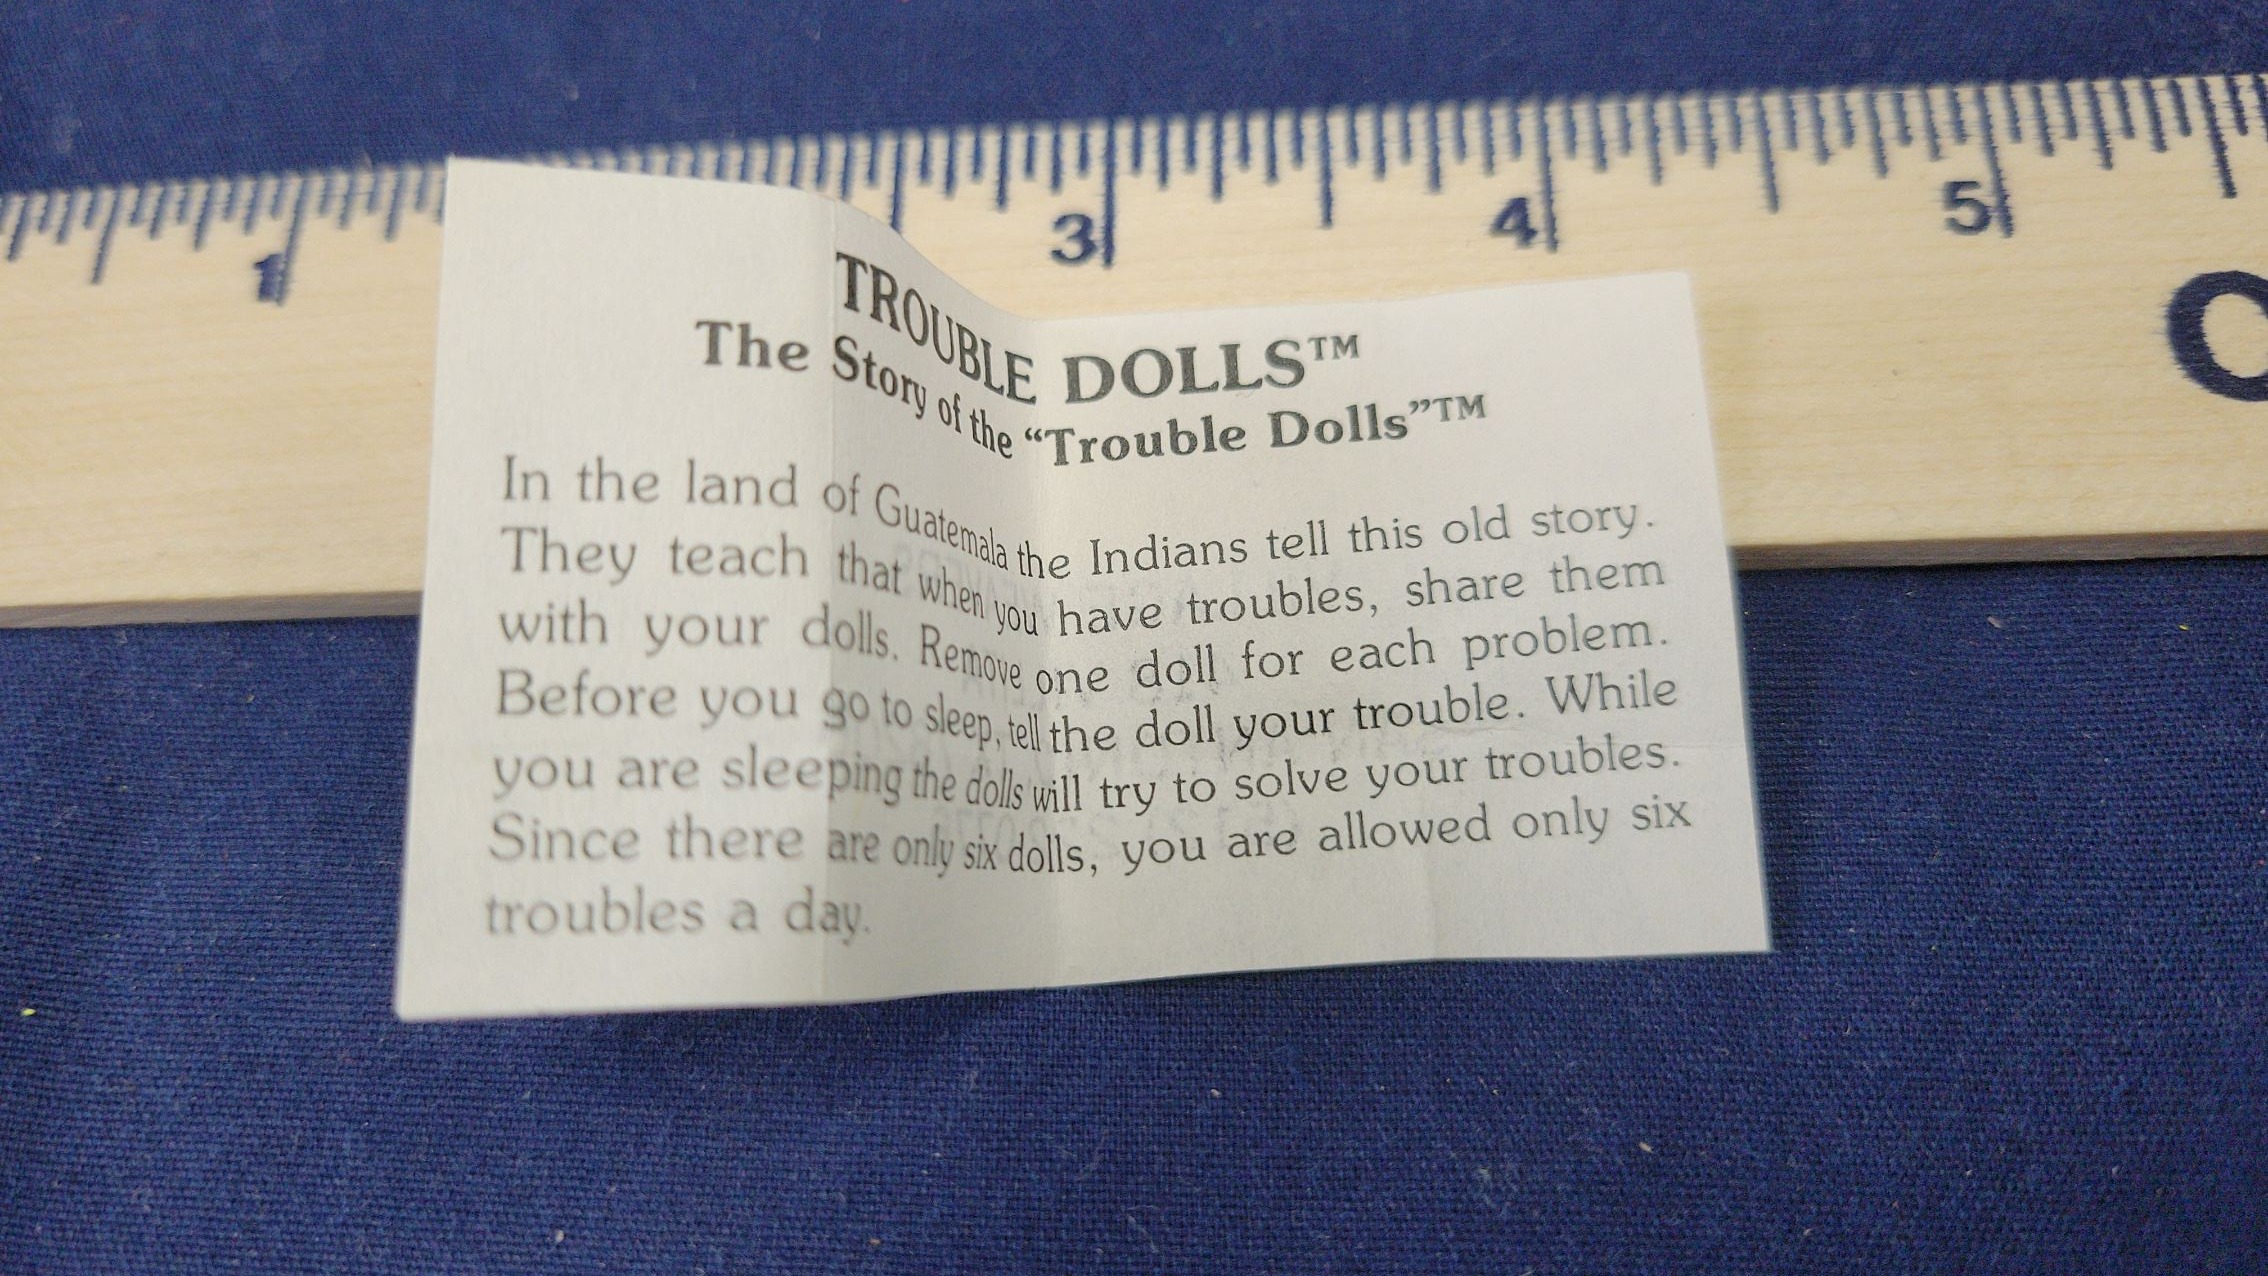 1 3 4 5
TROUBLE DOLLS™
The Story of the “Trouble Dolls”™
In the land of Guatemala the Indians tell this old story.
They teach that when you have troubles, share them
with your dolls. Remove one doll for each problem.
Before you go to sleep, tell the doll your trouble. While
you are sleeping the dolls will try to solve your troubles.
Since there are only six dolls, you are allowed only six
troubles a day.